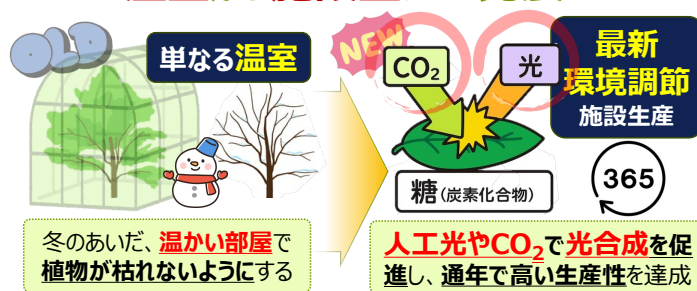 OLD
単なる温室
NEW
CO₂
光
最新
環境調節
施設生産
糖(炭素化合物)
365
冬のあいだ、温かい部屋で
植物が枯れないようにする
人工光やCO₂で光合成を促
進し、通年で高い生産性を達成